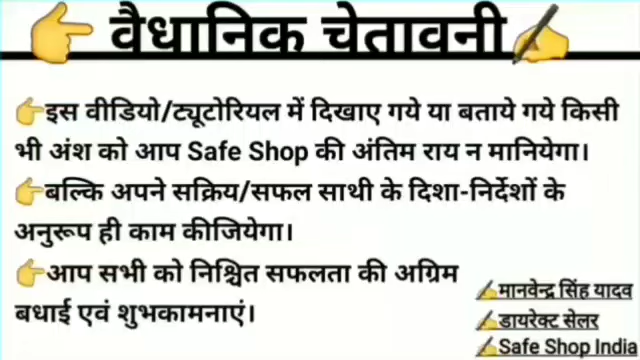 👉 वैधानिक चेतावनी ✍️
👉इस वीडियो/ट्यूटोरियल में दिखाए गये या बताये गये किसी
भी अंश को आप Safe Shop की अंतिम राय न मानियेगा।
👉बल्कि अपने सक्रिय/सफल साथी के दिशा-निर्देशों के
अनुरूप ही काम कीजियेगा।
👉आप सभी को निश्चित सफलता की अग्रिम
बधाई एवं शुभकामनाएं।
✍️मानवेन्द्र सिंह यादव
✍️डायरेक्ट सेलर
✍️Safe Shop India